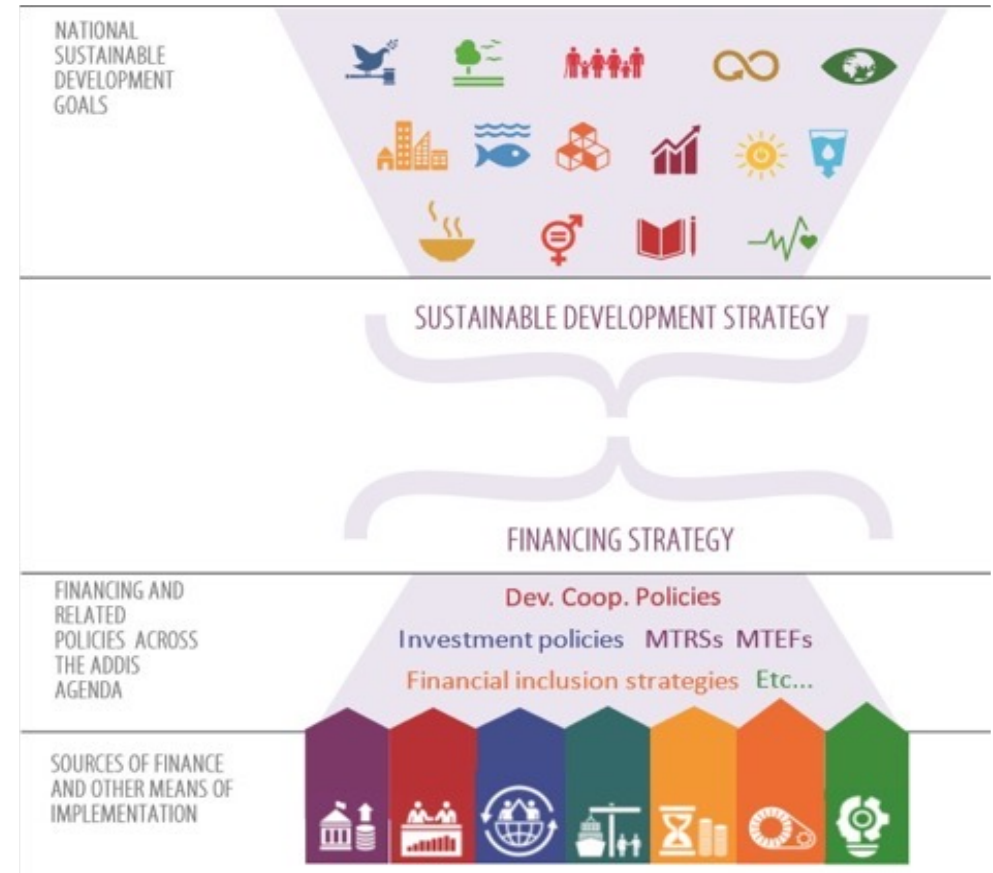 NATIONAL
SUSTAINABLE
DEVELOPMENT
GOALS
SUSTAINABLE DEVELOPMENT STRATEGY
FINANCING STRATEGY
FINANCING AND
RELATED
POLICIES ACROSS
THE ADDIS
AGENDA
Dev. Coop. Policies
Investment policies MTRSs MTEFs
Financial inclusion strategies Etc...
SOURCES OF FINANCE
AND OTHER MEANS OF
IMPLEMENTATION